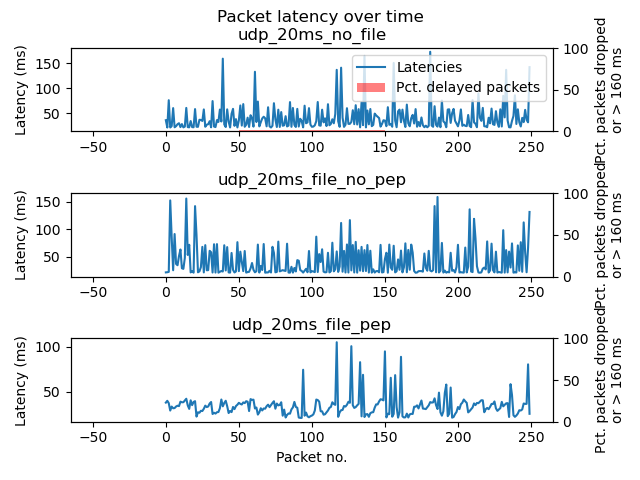 Packet latency over time
udp_20ms_no_file
Latency (ms)
150
100
50
Latencies
Pct. delayed packets
100
50
0
Pct. packets dropped
or > 160 ms
-50
0
50
100
150
200
250
udp_20ms_file_no_pep
Latency (ms)
150
100
50
100
50
0
Pct. packets dropped
or > 160 ms
-50
0
50
100
150
200
250
udp_20ms_file_pep
Latency (ms)
100
50
100
50
0
Pct. packets dropped
or > 160 ms
-50
0
50
100
150
200
250
Packet no.